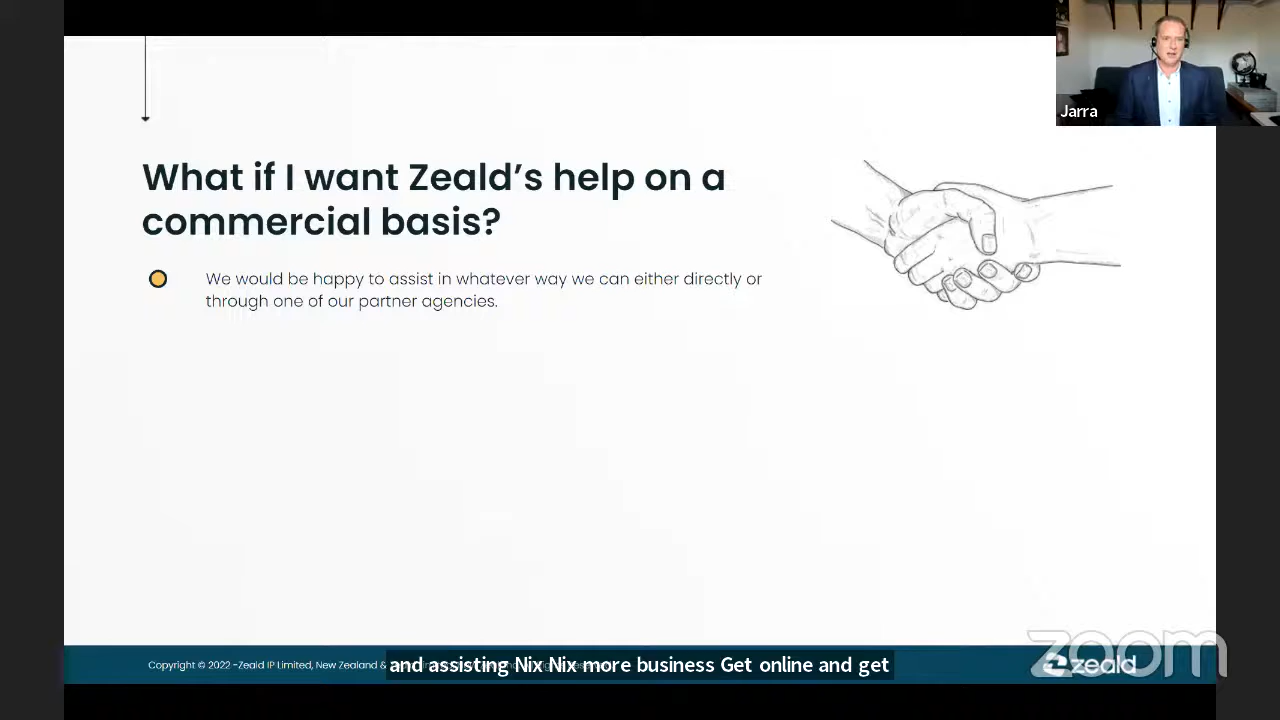 Jarra
What if I want Zeald's help on a
commercial basis?
We would be happy to assist in whatever way we can either directly or
through one of our partner agencies.
Copyright © 2022 -Zeald IP Limited, New Zealand &
and assisting Nix Nix more business Get online and get
zoom
zeald